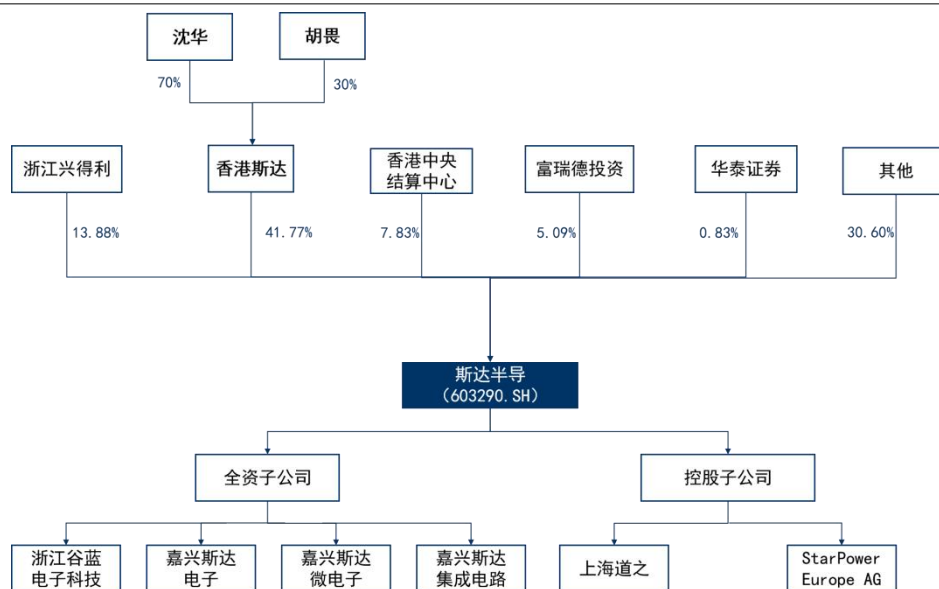 沈华
胡畏
70%
30%
浙江兴得利
香港斯达
香港中央
结算中心
富瑞德投资
华泰证券
其他
13.88%
41.77%
7.83%
5.09%
0.83%
30.60%
斯达半导
(603290.SH)
全资子公司
控股子公司
浙江谷蓝
电子科技
嘉兴斯达
电子
嘉兴斯达
微电子
嘉兴斯达
集成电路
上海道之
StarPower
Europe AG